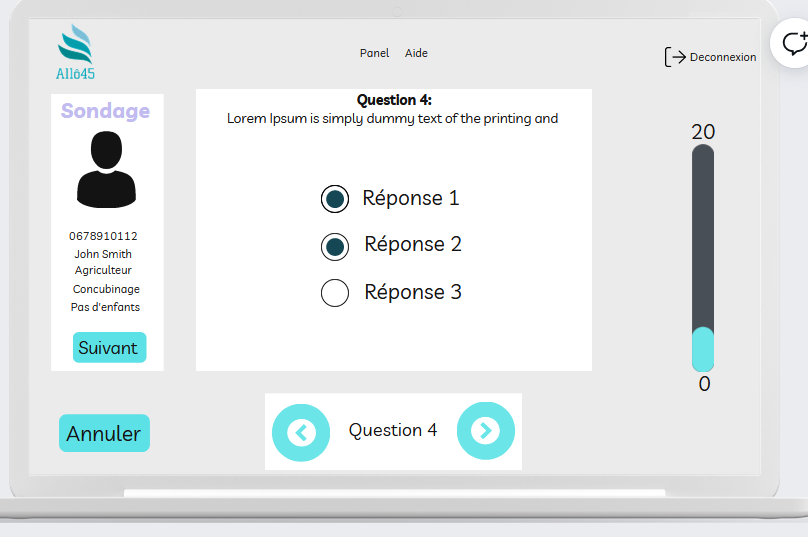 Allô45
Panel Aide
Deconnexion
Sondage
0678910112
John Smith
Agriculteur
Concubinage
Pas d'enfants
Suivant
Annuler
Question 4:
Lorem Ipsum is simply dummy text of the printing and
Réponse 1
Réponse 2
Réponse 3
Question 4
20
0